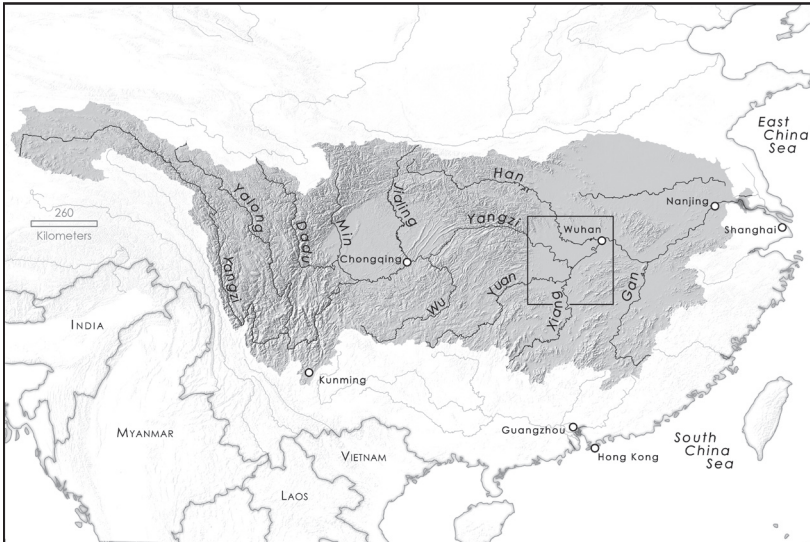 East
China
Sea
Han
Yalong
Jialing
Nanjing
Min
Dadu
Yangzi
Wuhan
Shanghai
260
Kilometers
Chongqing
Yangzi
Yuan
Gan
Wu
Xiang
INDIA
Kunming
Guangzhou
MYANMAR
South
China
Sea
VIETNAM
Hong Kong
LAOS